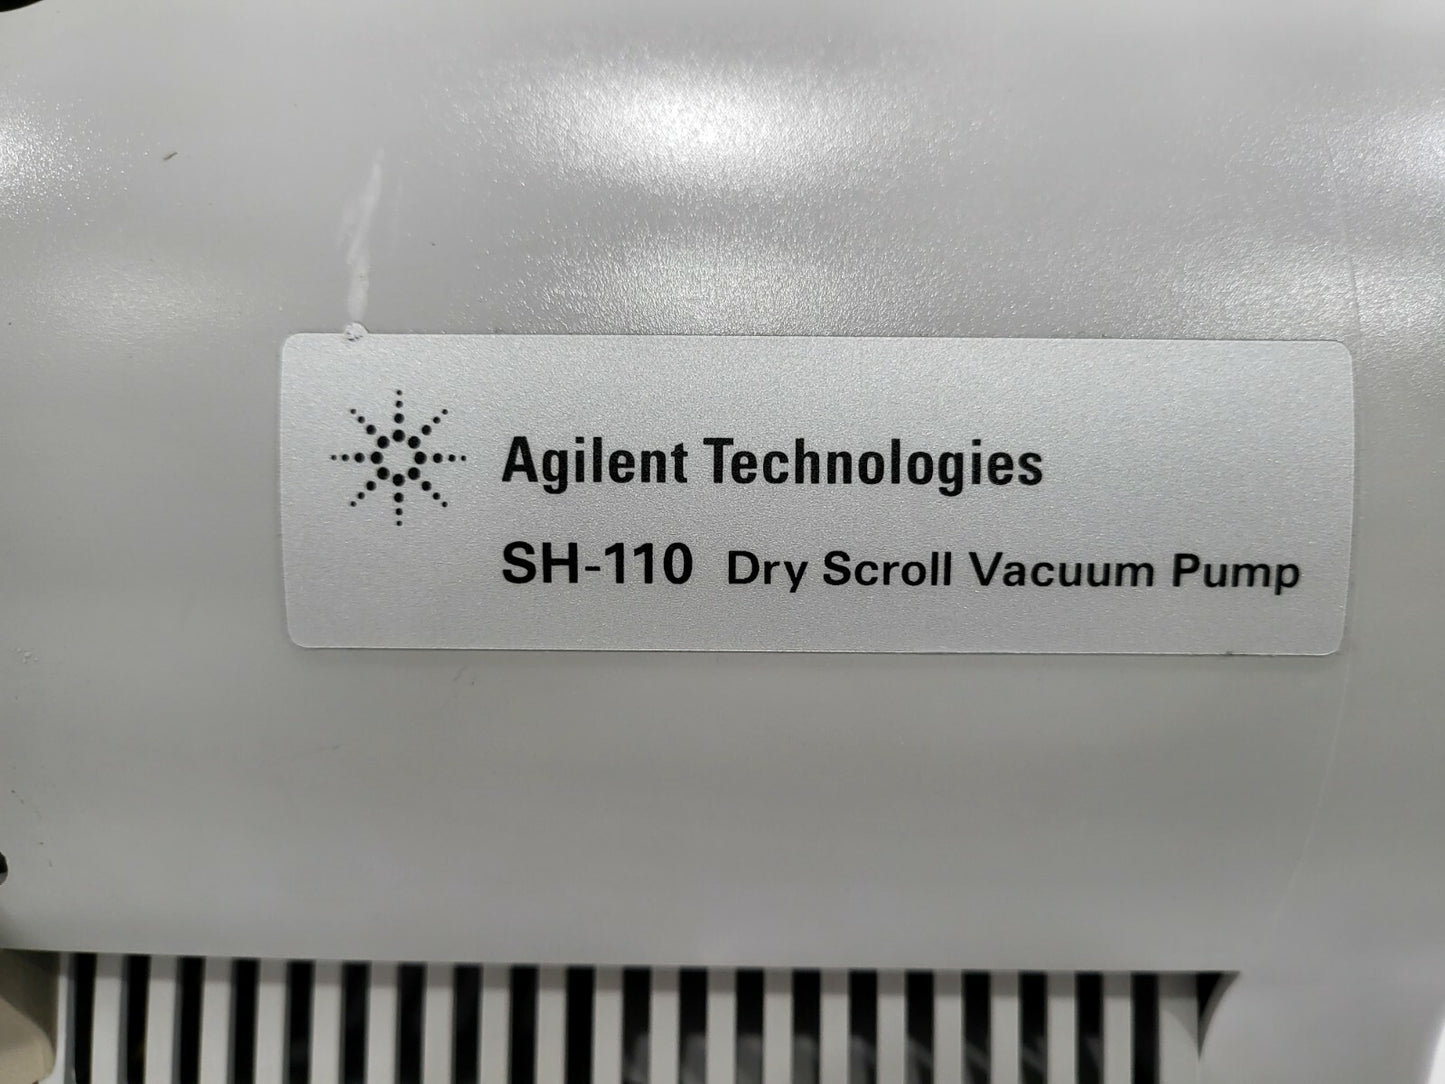 Agilent Technologies
SH-110 Dry Scroll Vacuum Pump